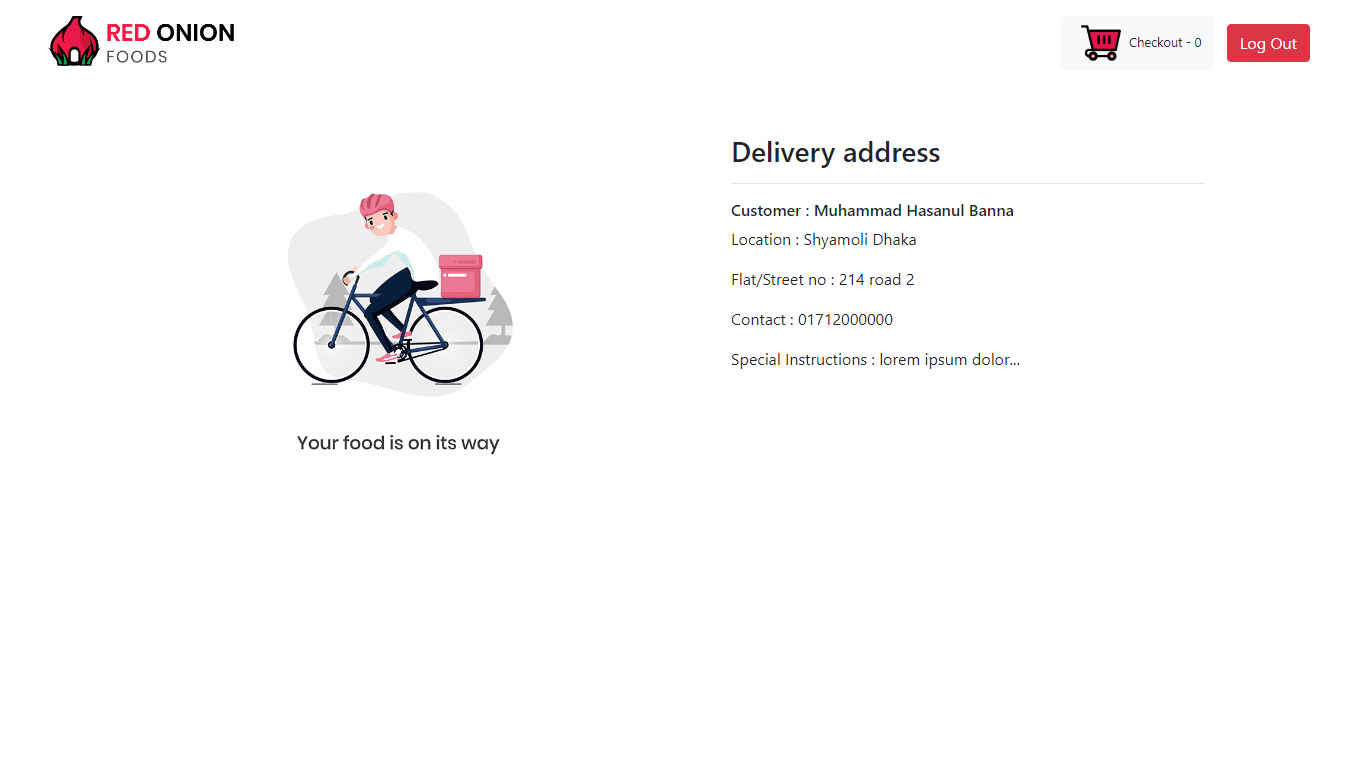 RED ONION
FOODS
Checkout - 0
Log Out
Delivery address
Customer : Muhammad Hasanul Banna
Location : Shyamoli Dhaka
Flat/Street no : 214 road 2
Contact : 01712000000
Special Instructions : lorem ipsum dolor...
Your food is on its way